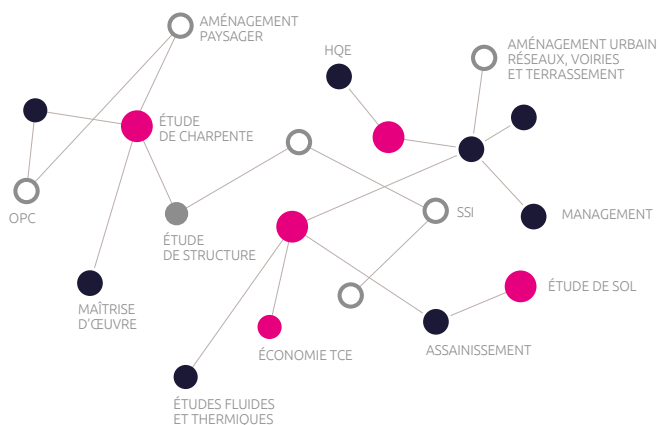 AMÉNAGEMENT
PAYSAGER
HQE
AMÉNAGEMENT URBAIN
RÉSEAUX, VOIRIES
ET TERRASSEMENT
ÉTUDE
DE CHARPENTE
OPC
SSI
MANAGEMENT
ÉTUDE
DE STRUCTURE
ÉTUDE DE SOL
MAÎTRISE
D'ŒUVRE
ASSAINISSEMENT
ÉCONOMIE TCE
ÉTUDES FLUIDES
ET THERMIQUES